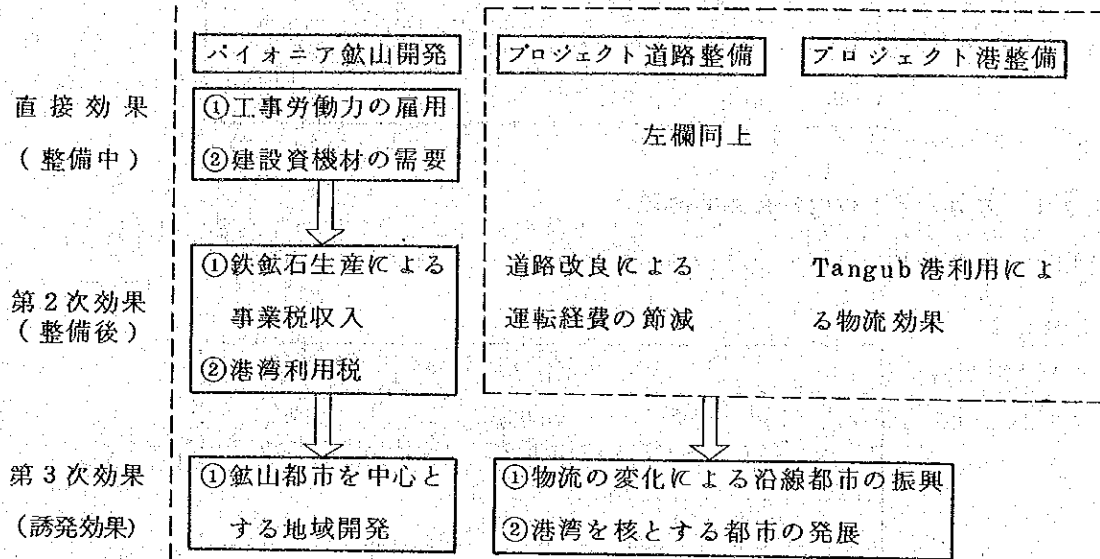 パイオニア鉱山開発
プロジェクト道路整備
プロジェクト港整備
直接効果
(整備中)
①工事労働力の雇用
②建設資機材の需要
左欄同上
第2次効果
(整備後)
①鉄鉱石生産による
事業税収入
②港湾利用税
道路改良による
運転経費の節減
Tangub港利用によ
る物流効果
第3次効果
(誘発効果)
①鉱山都市を中心と
する地域開発
①物流の変化による沿線都市の振興
②港湾を核とする都市の発展